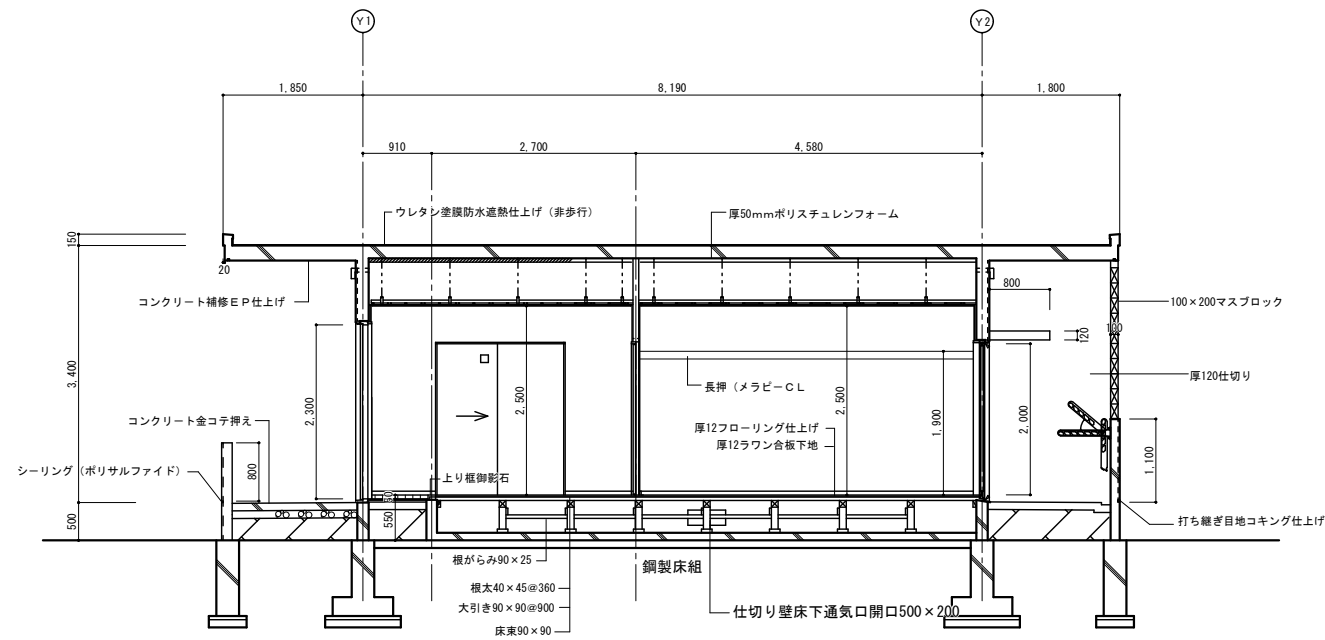 Y1
Y2
1,850
8,190
1,800
910
2,700
4,580
ウレタン塗膜防水遮熱仕上げ（非歩行）
厚50mmポリスチュレンフォーム
150
20
コンクリート補修ＥＰ仕上げ
800
100×200マスブロック
120
100
3,400
厚120仕切り
長押（メラピーＣＬ
2,300
2,500
2,500
1,900
2,000
コンクリート金コテ押え
厚12フローリング仕上げ
厚12ラワン合板下地
シーリング（ポリサルファイド）
800
上り框御影石
1,100
500
550
打ち継ぎ目地コキング仕上げ
根がらみ90×25
鋼製床組
根太40×45@360
大引き90×90@900
仕切り壁床下通気口開口500×200
床束90×90